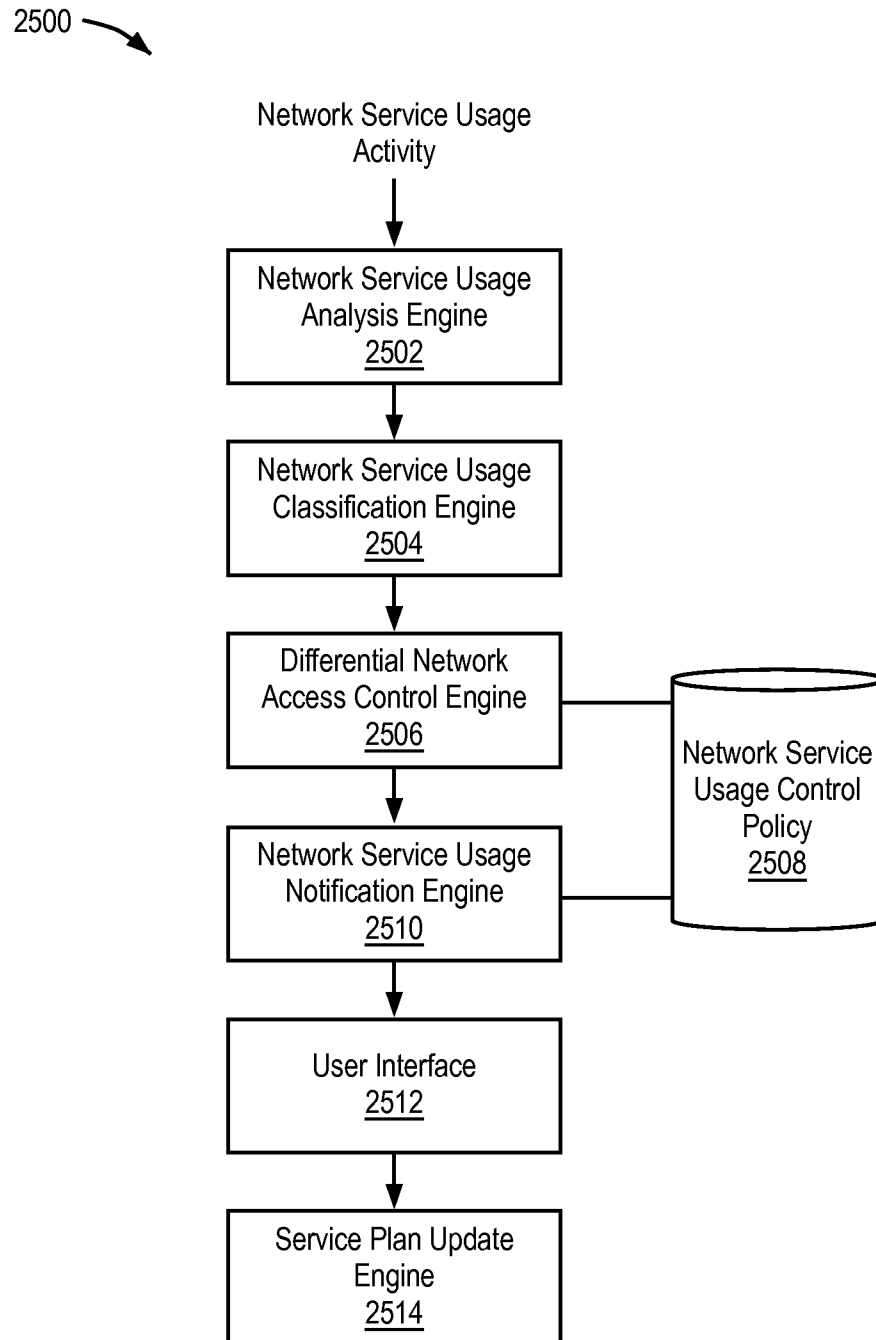 2500
Network Service Usage
Activity
Network Service Usage
Analysis Engine
2502
Network Service Usage
Classification Engine
2504
Differential Network
Access Control Engine
2506
Network Service
Usage Control
Policy
2508
Network Service Usage
Notification Engine
2510
User Interface
2512
Service Plan Update
Engine
2514